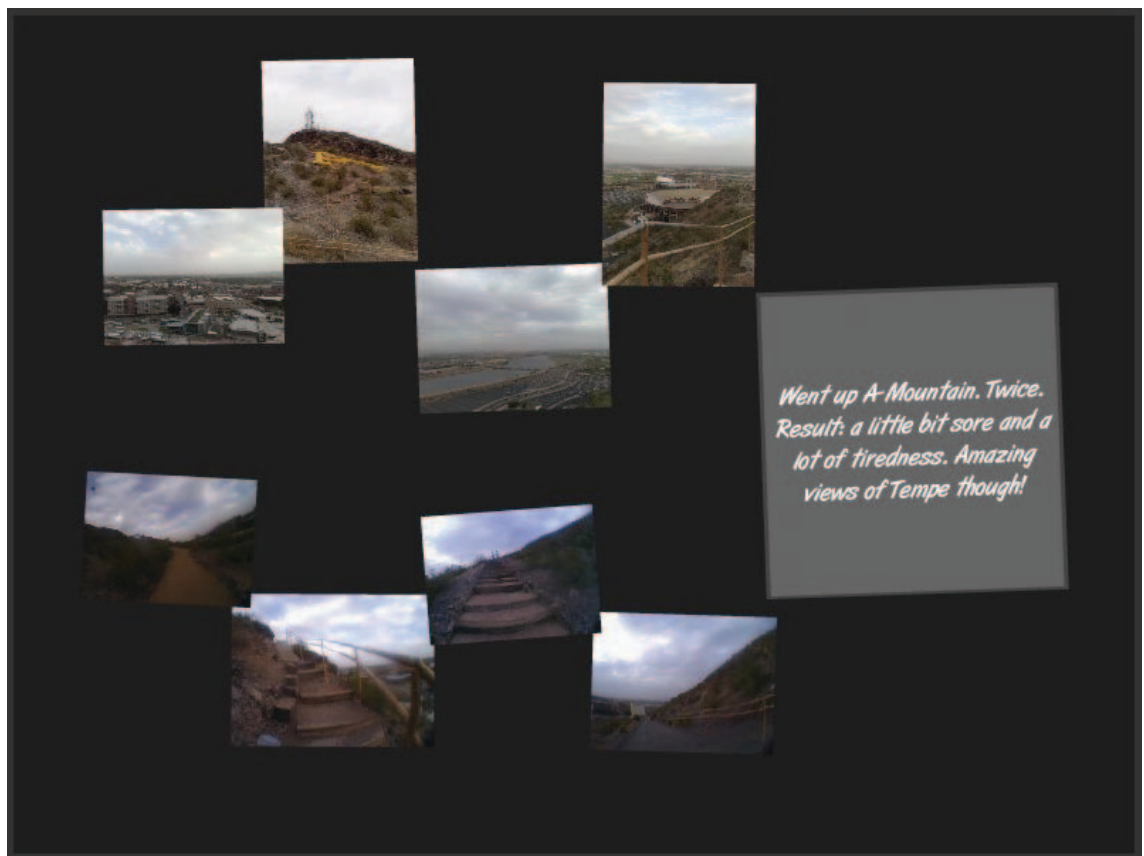 Went up A-Mountain. Twice.
Result: a little bit sore and a
lot of tiredness. Amazing
views of Tempe though!